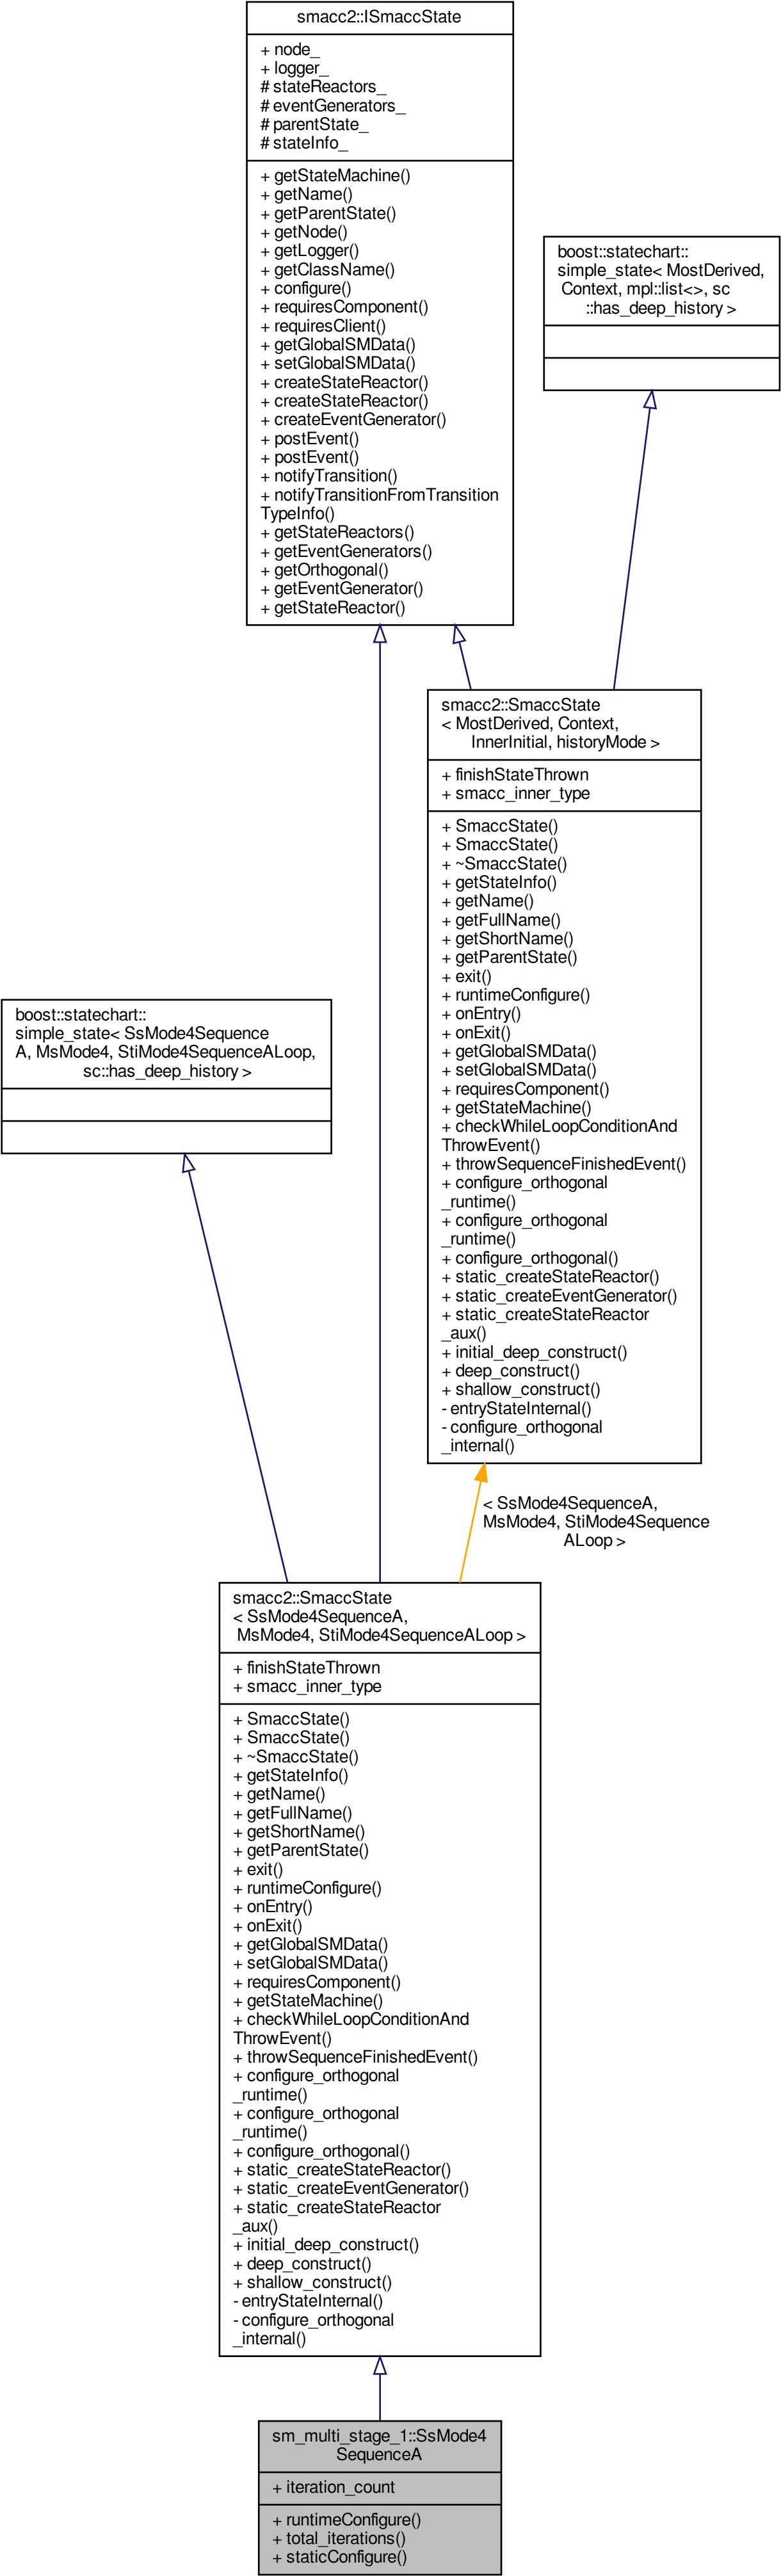 smacc2::ISmaccState
+ node_
+ logger_
# stateReactors_
# eventGenerators_
# parentState_
# stateInfo_
+ getStateMachine()
+ getName()
+ getParentState()
+ getNode()
+ getLogger()
+ getClassName()
+ configure()
+ requiresComponent()
+ requiresClient()
+ getGlobalSMData()
+ setGlobalSMData()
+ createStateReactor()
+ createStateReactor()
+ createEventGenerator()
+ postEvent()
+ postEvent()
+ notifyTransition()
+ notifyTransitionFromTransition
TypeInfo()
+ getStateReactors()
+ getEventGenerators()
+ getOrthogonal()
+ getEventGenerator()
+ getStateReactor()
boost::statechart::
simple_state< MostDerived,
Context, mpl::list<>, sc
::has_deep_history >
smacc2::SmaccState
< MostDerived, Context,
InnerInitial, historyMode >
+ finishStateThrown
+ smacc_inner_type
+ SmaccState()
+ SmaccState()
+ ~SmaccState()
+ getStateInfo()
+ getName()
+ getFullName()
+ getShortName()
+ getParentState()
+ exit()
+ runtimeConfigure()
+ onEntry()
+ onExit()
+ getGlobalSMData()
+ setGlobalSMData()
+ requiresComponent()
+ getStateMachine()
+ checkWhileLoopConditionAnd
ThrowEvent()
+ throwSequenceFinishedEvent()
+ configure_orthogonal
_runtime()
+ configure_orthogonal
_runtime()
+ configure_orthogonal()
+ static_createStateReactor()
+ static_createEventGenerator()
+ static_createStateReactor
_aux()
+ initial_deep_construct()
+ deep_construct()
+ shallow_construct()
- entryStateInternal()
- configure_orthogonal
_internal()
boost::statechart::
simple_state< SsMode4Sequence
A, MsMode4, StiMode4SequenceALoop,
sc::has_deep_history >
< SsMode4SequenceA,
MsMode4, StiMode4Sequence
ALoop >
smacc2::SmaccState
< SsMode4SequenceA,
MsMode4, StiMode4SequenceALoop >
+ finishStateThrown
+ smacc_inner_type
+ SmaccState()
+ SmaccState()
+ ~SmaccState()
+ getStateInfo()
+ getName()
+ getFullName()
+ getShortName()
+ getParentState()
+ exit()
+ runtimeConfigure()
+ onEntry()
+ onExit()
+ getGlobalSMData()
+ setGlobalSMData()
+ requiresComponent()
+ getStateMachine()
+ checkWhileLoopConditionAnd
ThrowEvent()
+ throwSequenceFinishedEvent()
+ configure_orthogonal
_runtime()
+ configure_orthogonal
_runtime()
+ configure_orthogonal()
+ static_createStateReactor()
+ static_createEventGenerator()
+ static_createStateReactor
_aux()
+ initial_deep_construct()
+ deep_construct()
+ shallow_construct()
- entryStateInternal()
- configure_orthogonal
_internal()
sm_multi_stage_1::SsMode4
SequenceA
+ iteration_count
+ runtimeConfigure()
+ total_iterations()
+ staticConfigure()